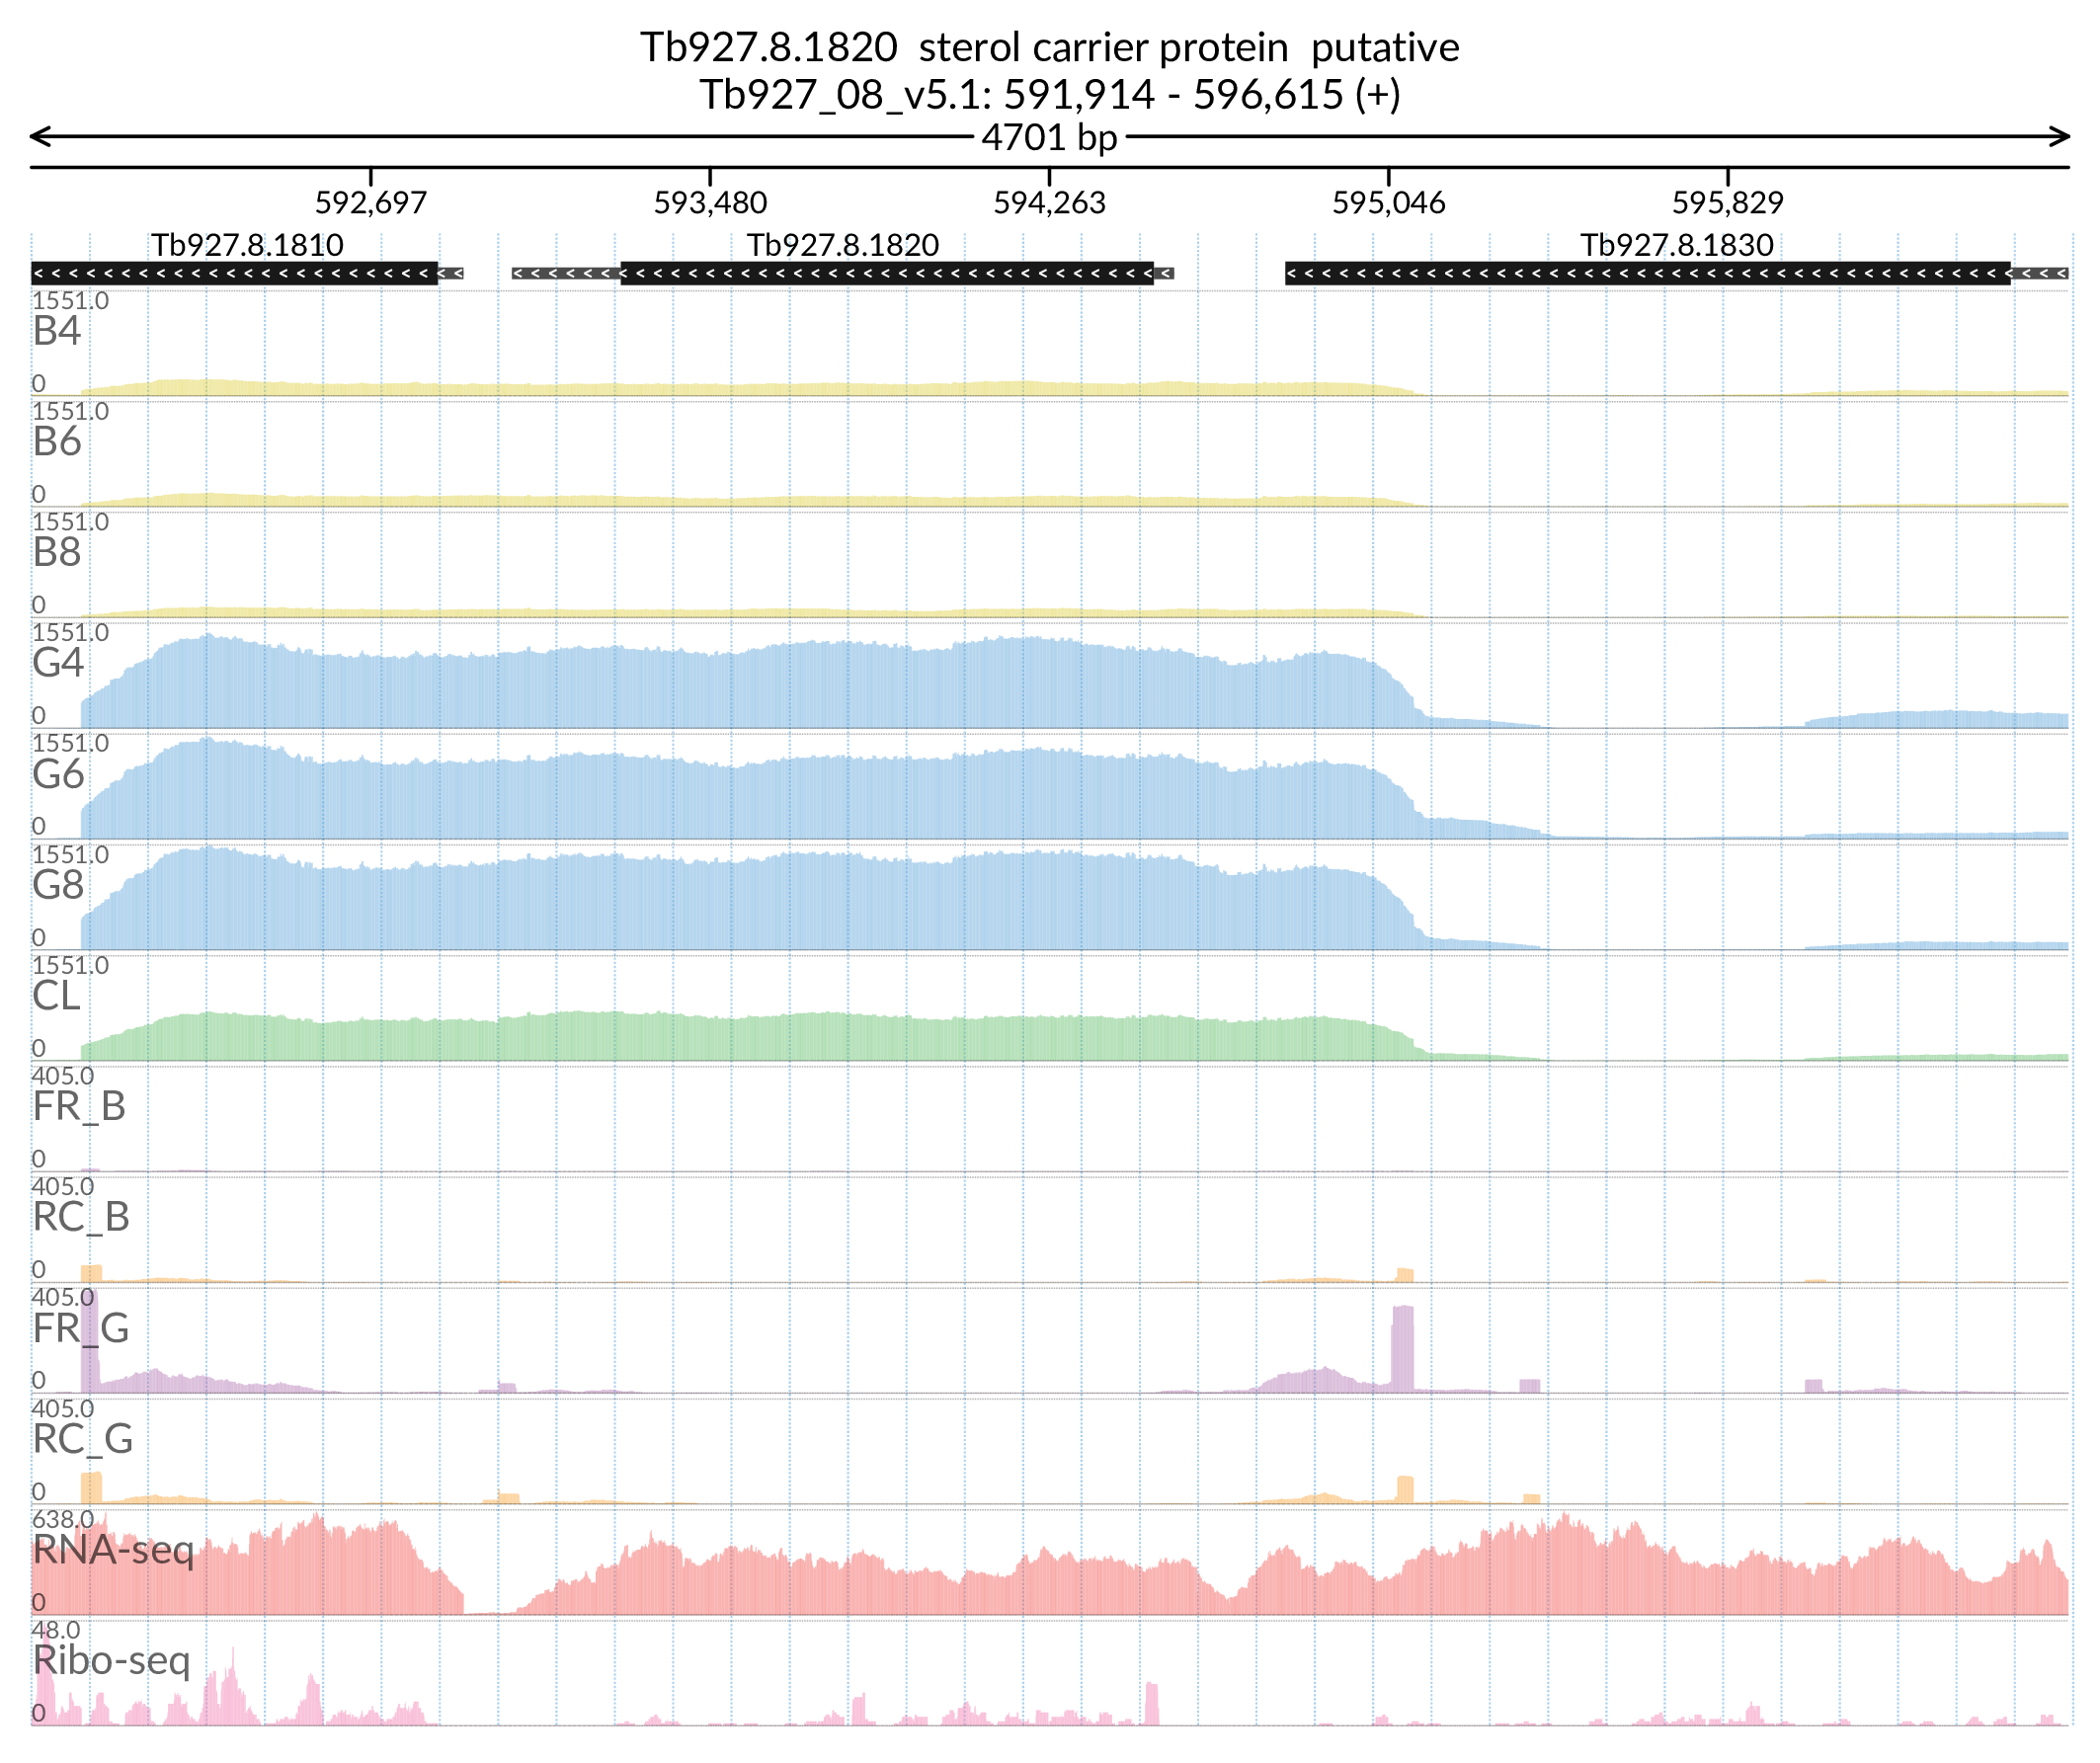 Tb927.8.1820  sterol carrier protein  putative
Tb927_08_v5.1: 591,914 - 596,615 (+)
4701 bp
592,697 593,480 594,263 595,046 595,829
Tb927.8.1810 Tb927.8.1820 Tb927.8.1830
1551.0
B4
0
1551.0
B6
0
1551.0
B8
0
1551.0
G4
0
1551.0
G6
0
1551.0
G8
0
1551.0
CL
0
405.0
FR_B
0
405.0
RC_B
0
405.0
FR_G
0
405.0
RC_G
0
638.0
RNA-seq
0
48.0
Ribo-seq
0